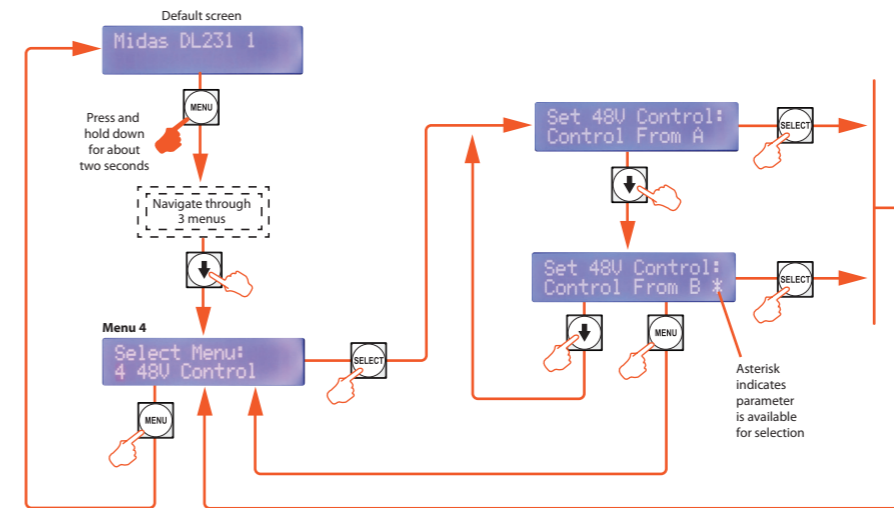 Default screen
Midas DL231 1
MENU
Press and
hold down
for about
two seconds
Navigate through
3 menus
Menu 4
Select Menu:
4 48V Control
MENU
SELECT
Set 48V Control:
Control From A
SELECT
Set 48V Control:
Control From B *
SELECT
MENU
Asterisk
indicates
parameter
is available
for selection